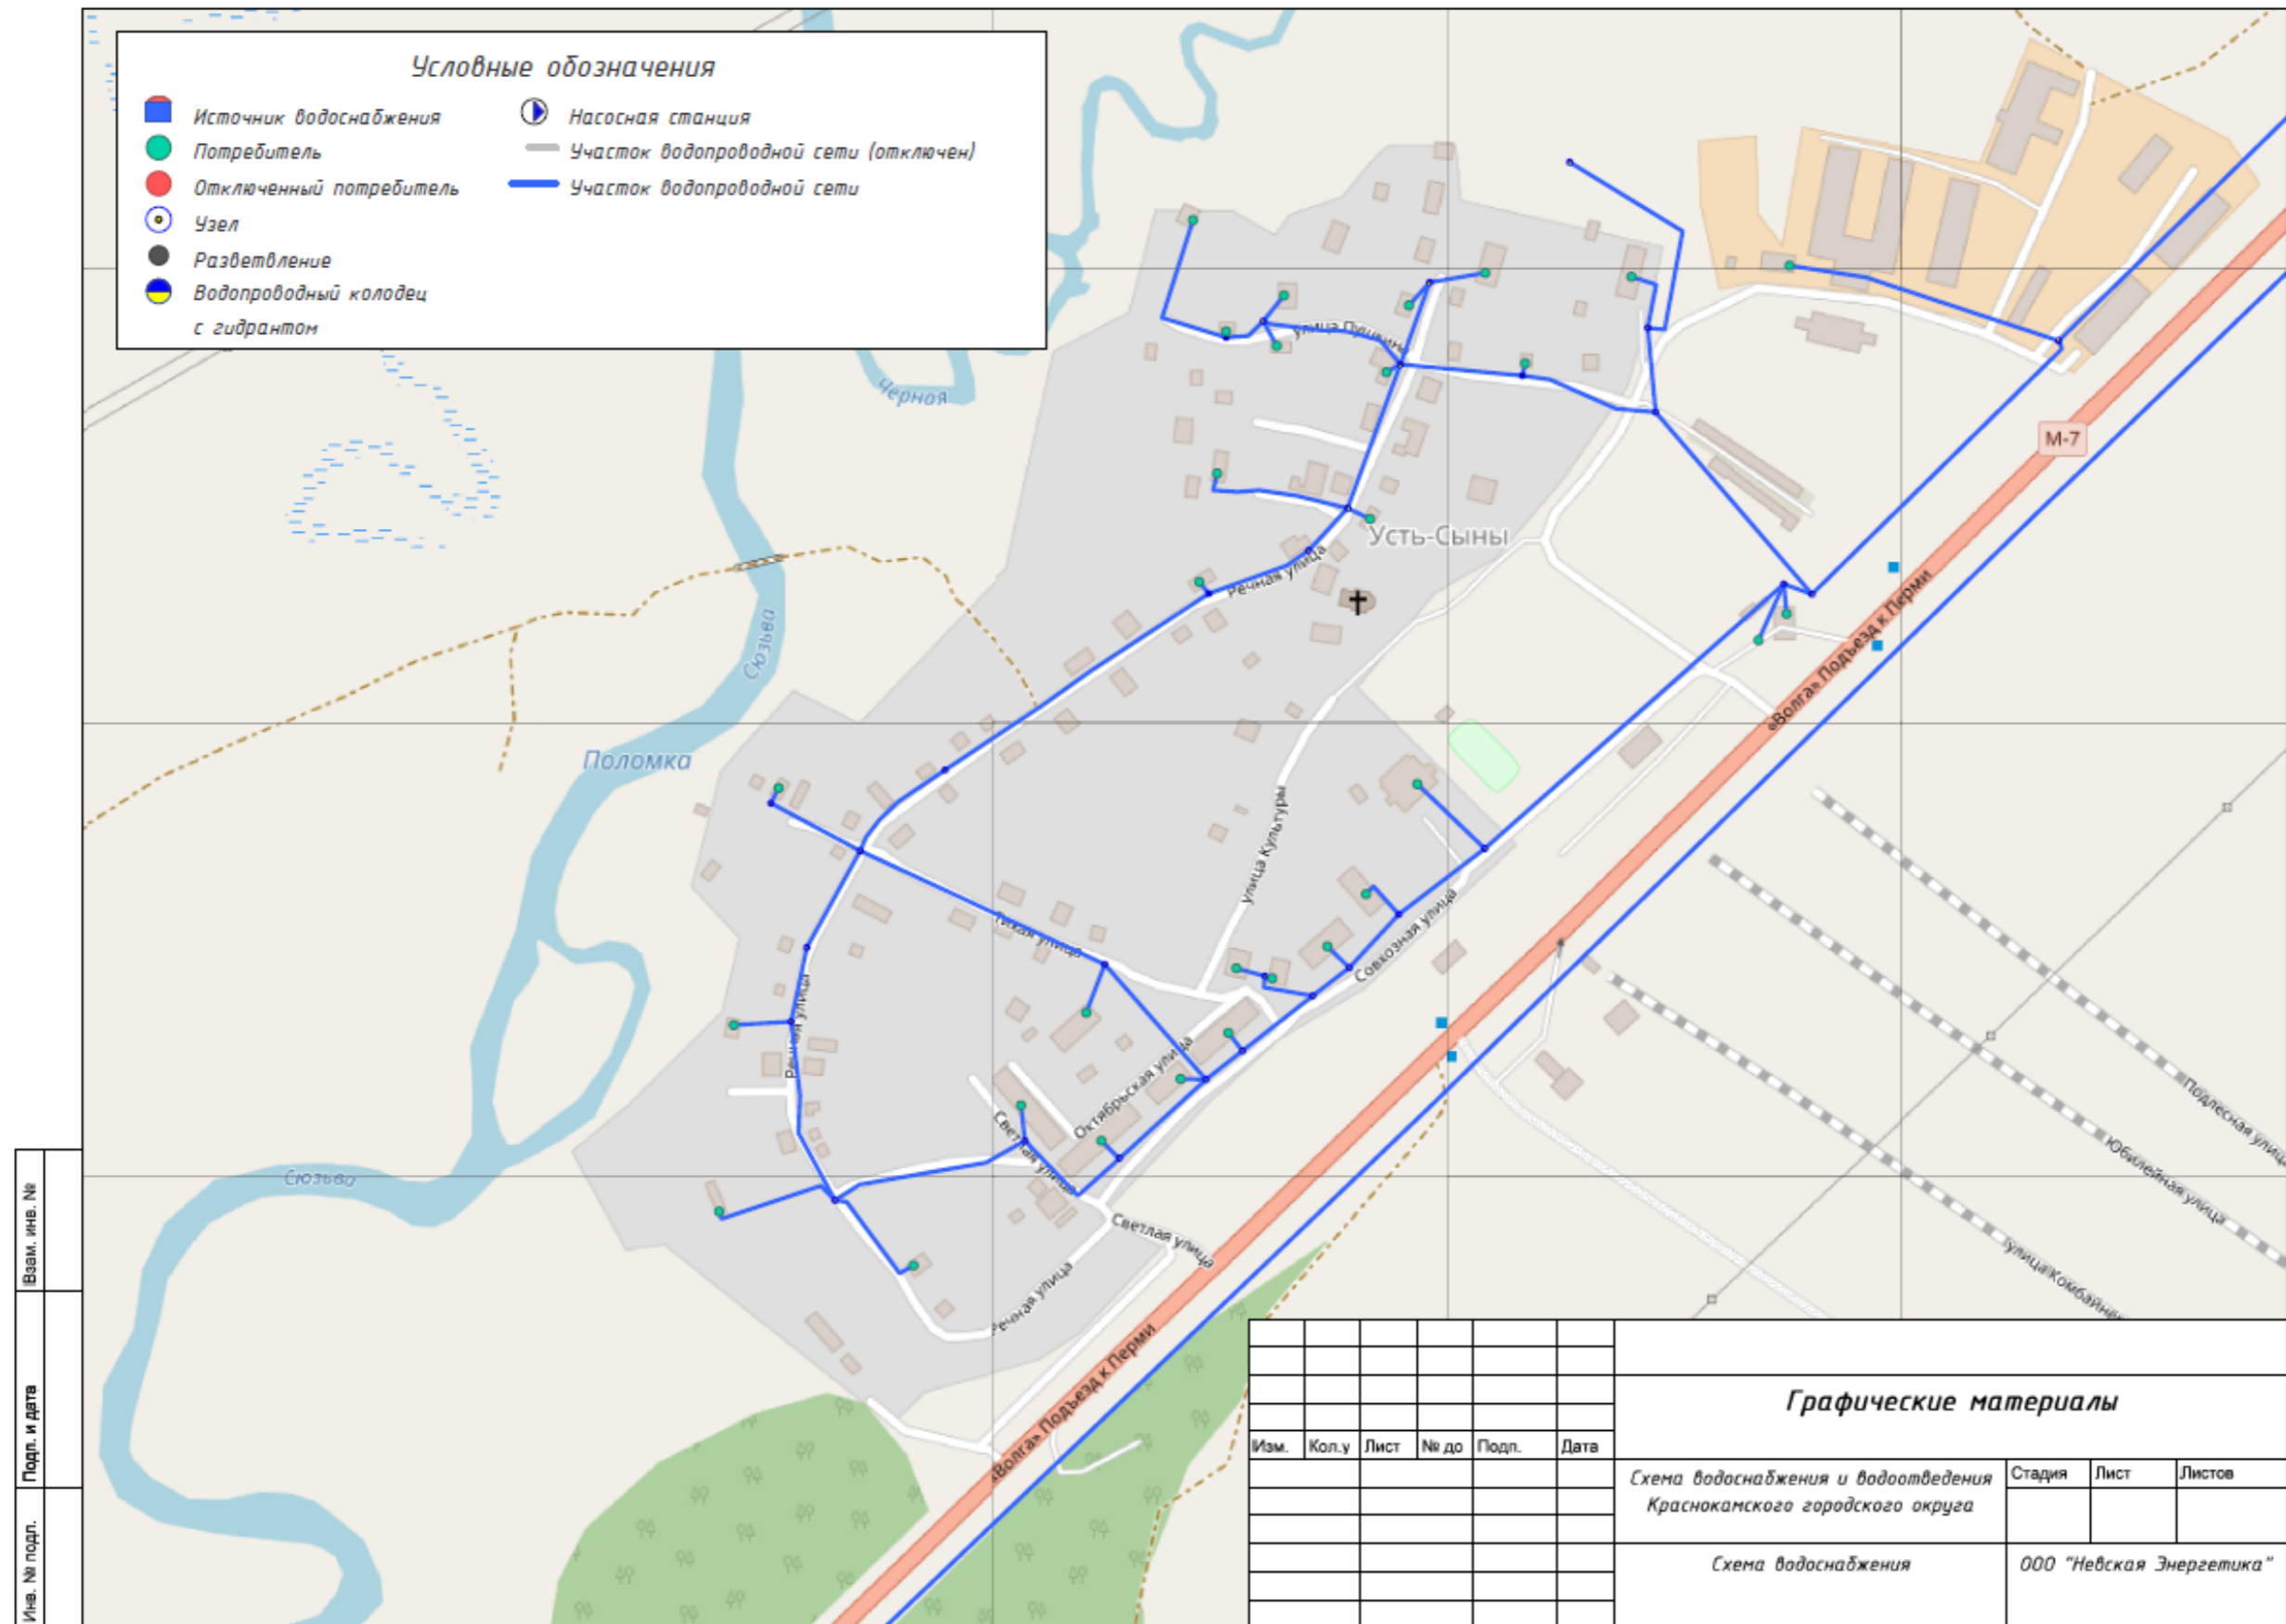 Условные обозначения
Источник водоснабжения
Потребитель
Отключенный потребитель
Узел
Разветвление
Водопроводный колодец
с гидрантом
Насосная станция
Участок водопроводной сети (отключен)
Участок водопроводной сети
Черная
улица
М-7
Усть-Сыны
Речная улица
Сюзьва
«Волга» Подъезд к Перми
Поломка
улица Культуры
Тихая улица
Совхозная улица
Речная улица
Октябрьская улица
Светлая улица
Сюзьва
Подлесная улица
Юбилейная улица
улица
Светлая улица
Речная улица
«Волга» Подъезд к Перми
Взам. инв. №
Подп. и дата
Инв. № подл.
Графические материалы
Изм. Кол.у Лист № до Подп. Дата
Схема водоснабжения и водоотведения
Краснокамского городского округа
Стадия Лист Листов
Схема водоснабжения
ООО "Невская Энергетика"